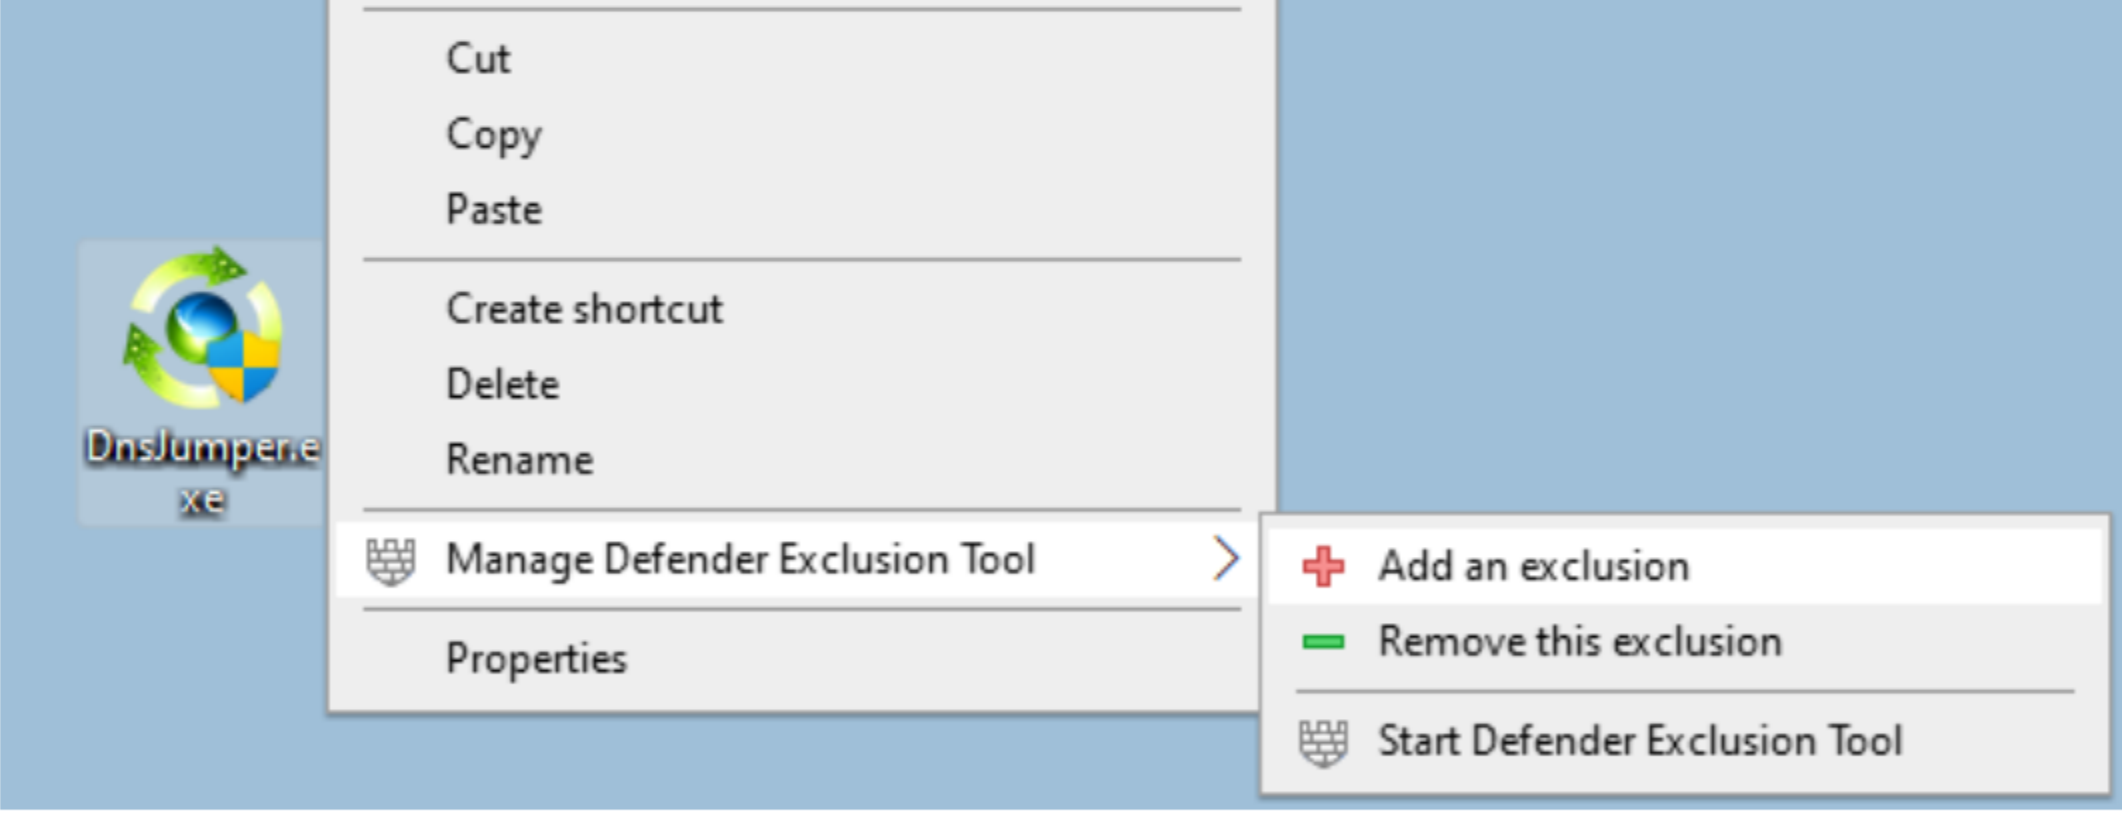 Cut
Copy
Paste
DnsJumper.e
xe
Create shortcut
Delete
Rename
Manage Defender Exclusion Tool
Properties
Add an exclusion
Remove this exclusion
Start Defender Exclusion Tool